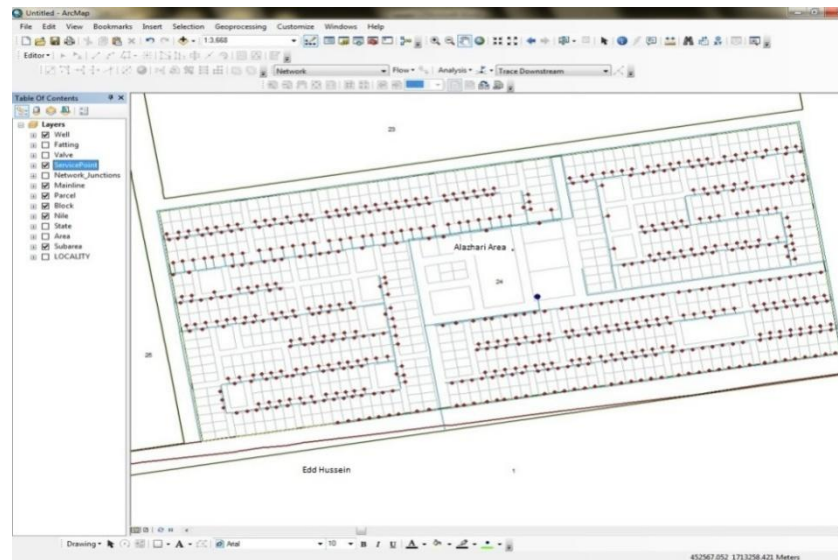 Untitled - ArcMap
File Edit View Bookmarks Insert Selection Geoprocessing Customize Windows Help
1:3,668
Editor
Network Flow Analysis Trace Downstream
Table Of Contents
Layers
Well
Fatting
Valve
ServicePoint
Network_Junctions
Mainline
Parcel
Block
Nile
State
Area
Subarea
LOCALITY
23
Alazhari Area
24
Edd Hussein
1
Drawing Arial 10 B I U A
452567.052 1713258.421 Meters